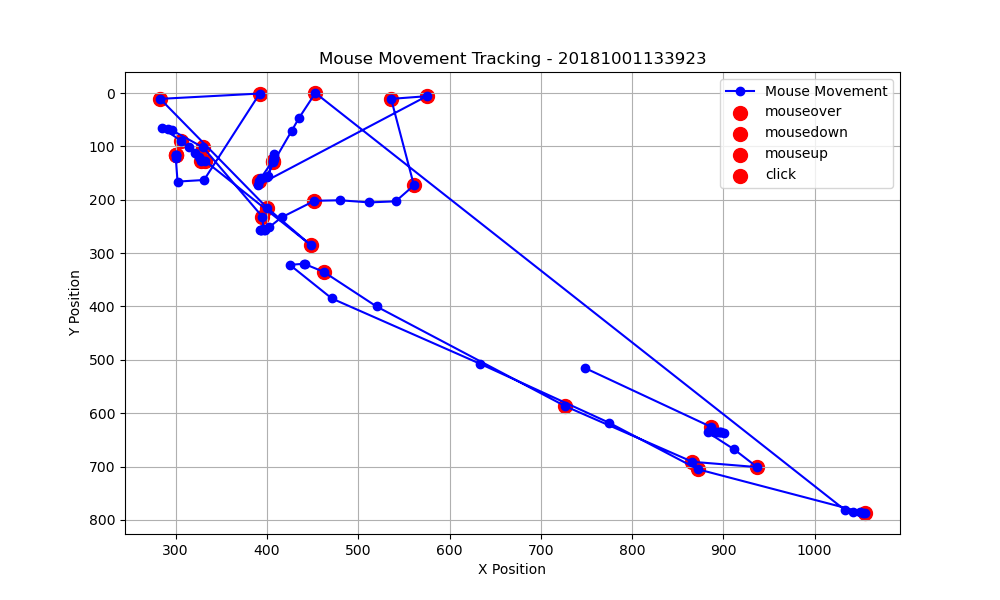 Mouse Movement Tracking - 20181001133923
Mouse Movement
mouseover
mousedown
mouseup
click
0
100
200
300
400
500
600
700
800
Y Position
300 400 500 600 700 800 900 1000
X Position